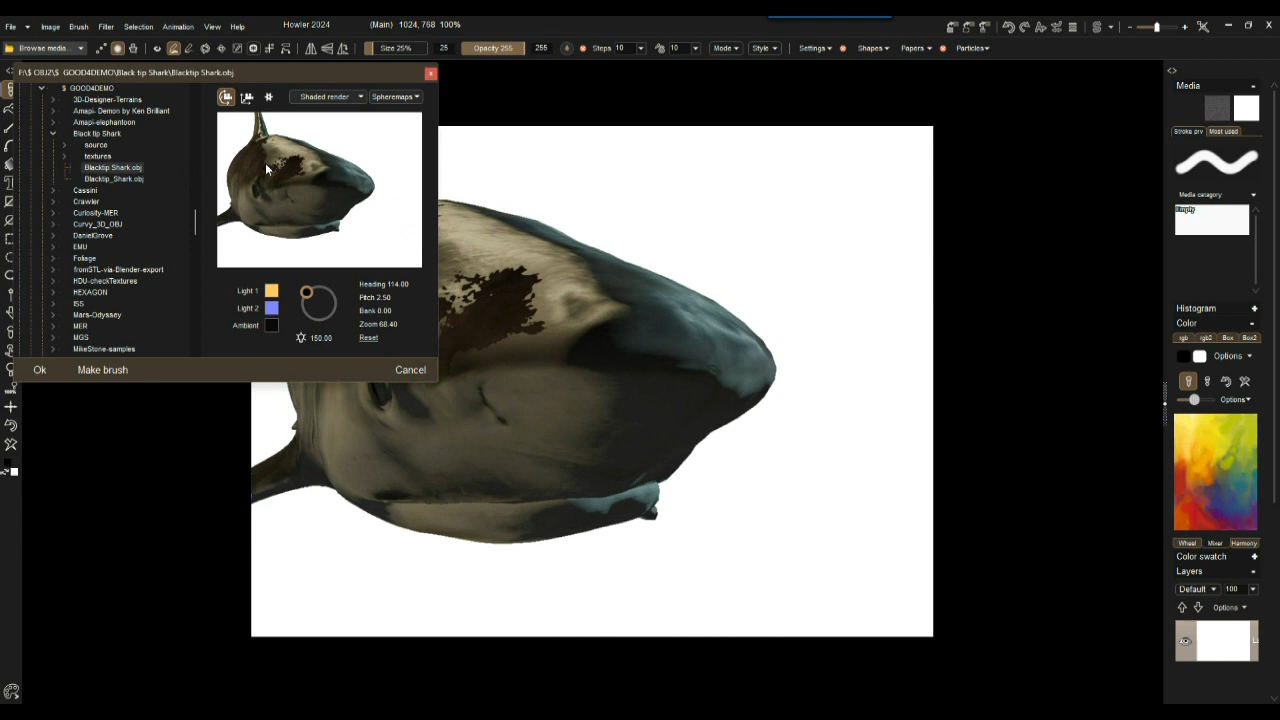 File Image Brush Filter Selection Animation View Help Howler 2024 (Main) 1024,768 100%
Browse media... Size 25% 25 Opacity 255 255 Steps 10 10 Mode Style Settings Shapes Papers Particles
F:\$ OBJ2\$ GOOD4DEMO\Black tip Shark\Blacktip Shark.obj
$ GOOD4DEMO
3D-Designer-Terrains
Amapi- Demon by Ken Brilliant
Amapi-elephantoon
Black tip Shark
source
textures
Blacktip Shark.obj
Blacktip_Shark.obj
Cassini
Crawler
Curiosity-MER
Curvy_3D_OBJ
DanielGrove
EMU
Foliage
fromSTL-via-Blender-export
HDU-checkTextures
HEXAGON
ISS
Mars-Odyssey
MER
MGS
MikeStone-samples
Shaded render Spheremaps
Light 1
Light 2
Ambient
150.00
Heading 114.00
Pitch 2.50
Bank 0.00
Zoom 68.40
Reset
Ok Make brush Cancel
Media
Stroke prv Most used
Media category
Empty
Histogram
Color
rgb rgb2 Box Box2
Options
Options
Wheel Mixer Harmony
Color swatch
Layers
Default 100
Options